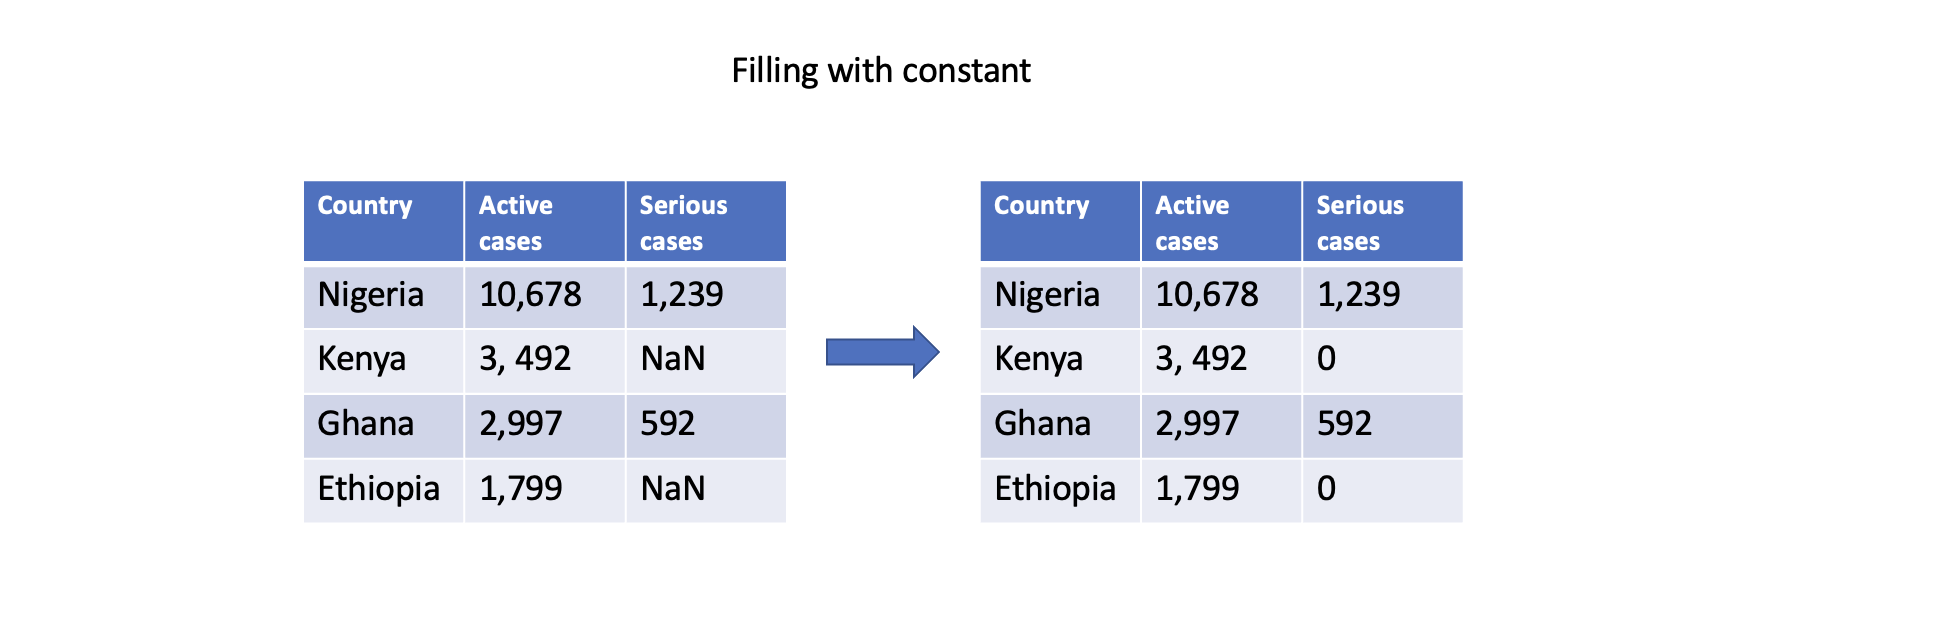 Filling with constant
Country Active cases Serious cases
Nigeria 10,678 1,239
Kenya 3, 492 NaN
Ghana 2,997 592
Ethiopia 1,799 NaN
Country Active cases Serious cases
Nigeria 10,678 1,239
Kenya 3, 492 0
Ghana 2,997 592
Ethiopia 1,799 0